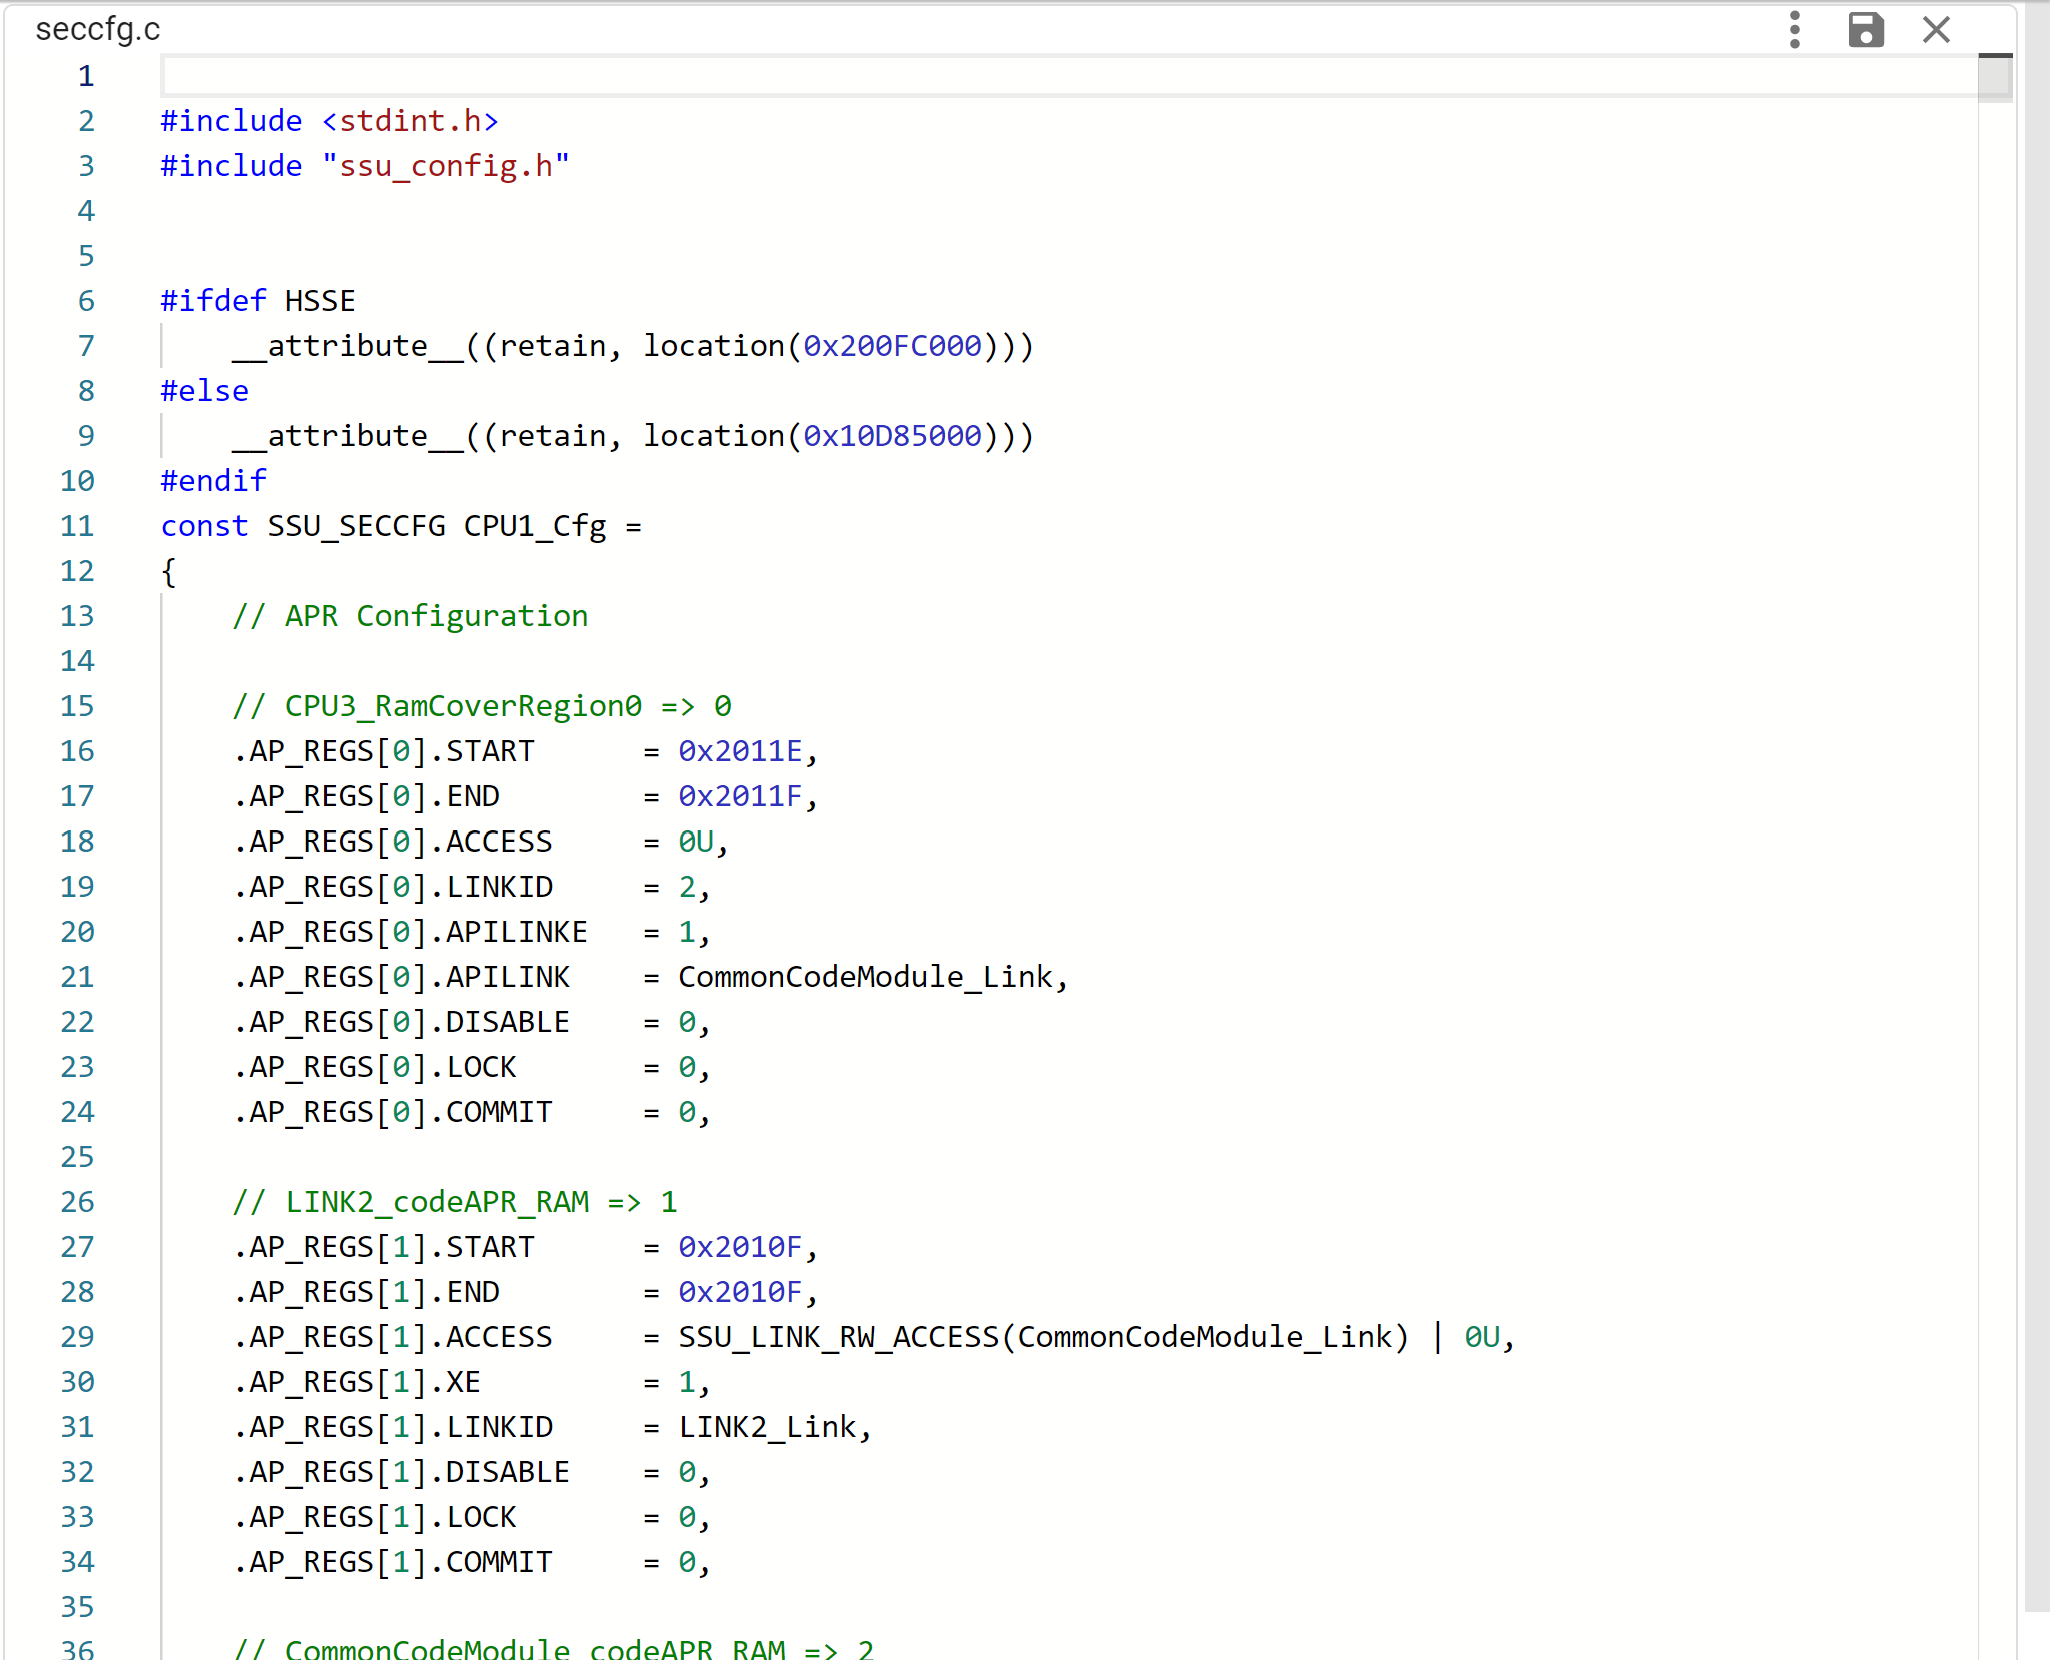 seccfg.c
1
2 #include <stdint.h>
3 #include "ssu_config.h"
4
5
6 #ifdef HSSE
7 __attribute__((retain, location(0x200FC000)))
8 #else
9 __attribute__((retain, location(0x10D85000)))
10 #endif
11 const SSU_SECCFG CPU1_Cfg =
12 {
13 // APR Configuration
14
15 // CPU3_RamCoverRegion0 => 0
16 .AP_REGS[0].START = 0x2011E,
17 .AP_REGS[0].END = 0x2011F,
18 .AP_REGS[0].ACCESS = 0U,
19 .AP_REGS[0].LINKID = 2,
20 .AP_REGS[0].APILINKE = 1,
21 .AP_REGS[0].APILINK = CommonCodeModule_Link,
22 .AP_REGS[0].DISABLE = 0,
23 .AP_REGS[0].LOCK = 0,
24 .AP_REGS[0].COMMIT = 0,
25
26 // LINK2_codeAPR_RAM => 1
27 .AP_REGS[1].START = 0x2010F,
28 .AP_REGS[1].END = 0x2010F,
29 .AP_REGS[1].ACCESS = SSU_LINK_RW_ACCESS(CommonCodeModule_Link) | 0U,
30 .AP_REGS[1].XE = 1,
31 .AP_REGS[1].LINKID = LINK2_Link,
32 .AP_REGS[1].DISABLE = 0,
33 .AP_REGS[1].LOCK = 0,
34 .AP_REGS[1].COMMIT = 0,
35
36 // CommonCodeModule_codeAPR_RAM => 2